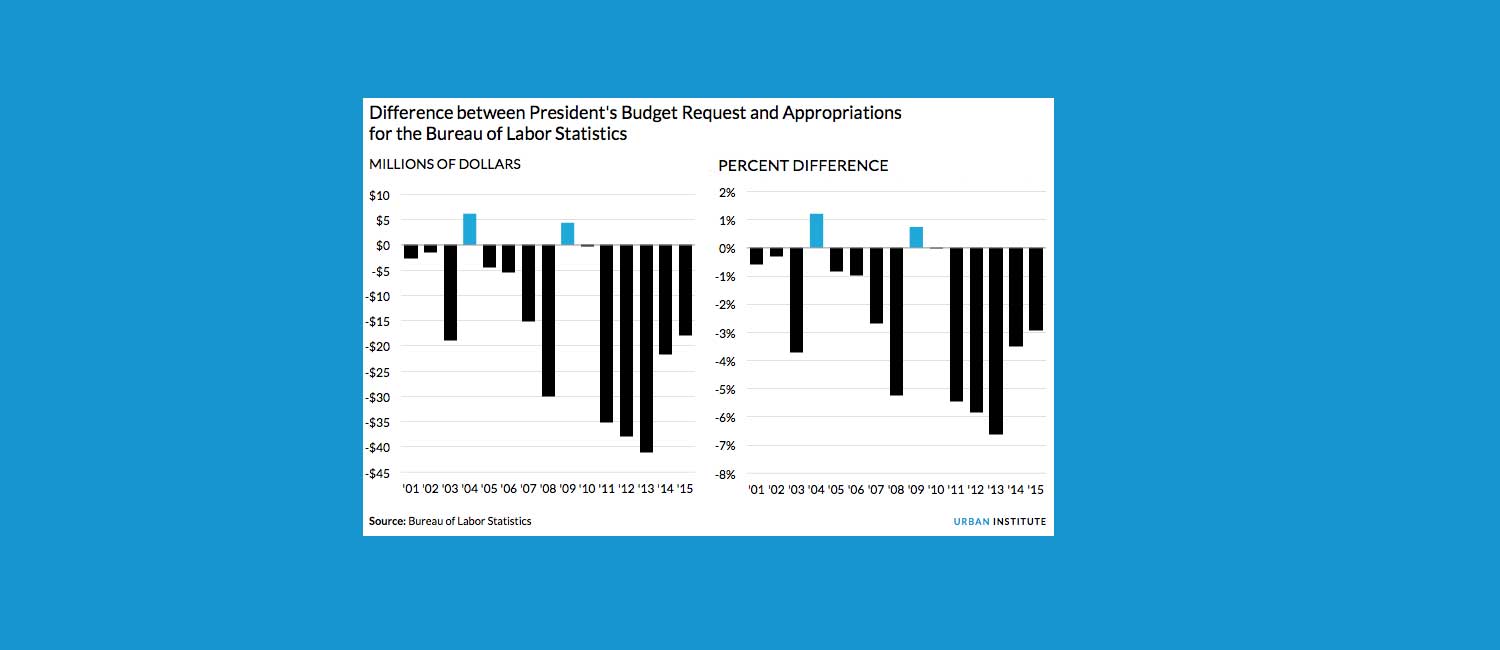 Difference between President's Budget Request and Appropriations
for the Bureau of Labor Statistics
MILLIONS OF DOLLARS
$10
$5
$0
-$5
-$10
-$15
-$20
-$25
-$30
-$35
-$40
-$45
'01 '02 '03 '04 '05 '06 '07 '08 '09 '10 '11 '12 '13 '14 '15
PERCENT DIFFERENCE
2%
1%
0%
-1%
-2%
-3%
-4%
-5%
-6%
-7%
-8%
'01 '02 '03 '04 '05 '06 '07 '08 '09 '10 '11 '12 '13 '14 '15
Source: Bureau of Labor Statistics
URBAN INSTITUTE